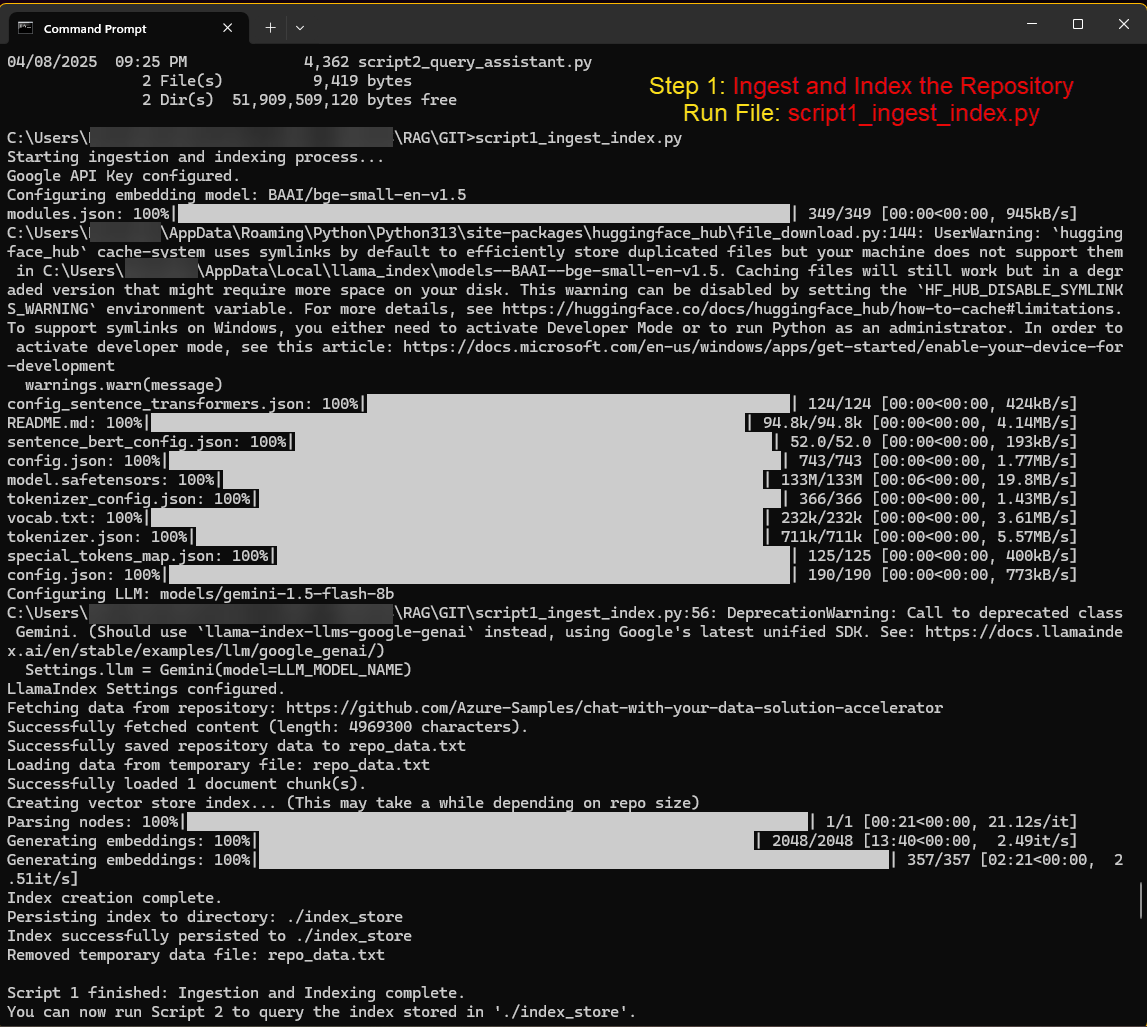 Command Prompt
04/08/2025  09:25 PM             4,362 script2_query_assistant.py
               2 File(s)          9,419 bytes
               2 Dir(s)  51,909,509,120 bytes free
Step 1: Ingest and Index the Repository
Run File: script1_ingest_index.py
C:\Users\ \RAG\GIT>script1_ingest_index.py
Starting ingestion and indexing process...
Google API Key configured.
Configuring embedding model: BAAI/bge-small-en-v1.5
modules.json: 100%| | 349/349 [00:00<00:00, 945kB/s]
C:\Users\ \AppData\Roaming\Python\Python313\site-packages\huggingface_hub\file_download.py:144: UserWarning: `hugging
face_hub` cache-system uses symlinks by default to efficiently store duplicated files but your machine does not support them
 in C:\Users\ \AppData\Local\llama_index\models--BAAI--bge-small-en-v1.5. Caching files will still work but in a degr
aded version that might require more space on your disk. This warning can be disabled by setting the `HF_HUB_DISABLE_SYMLINK
S_WARNING` environment variable. For more details, see https://huggingface.co/docs/huggingface_hub/how-to-cache#limitations.
To support symlinks on Windows, you either need to activate Developer Mode or to run Python as an administrator. In order to
 activate developer mode, see this article: https://docs.microsoft.com/en-us/windows/apps/get-started/enable-your-device-for
-development
  warnings.warn(message)
config_sentence_transformers.json: 100%| | 124/124 [00:00<00:00, 424kB/s]
README.md: 100%| | 94.8k/94.8k [00:00<00:00, 4.14MB/s]
sentence_bert_config.json: 100%| | 52.0/52.0 [00:00<00:00, 193kB/s]
config.json: 100%| | 743/743 [00:00<00:00, 1.77MB/s]
model.safetensors: 100%| | 133M/133M [00:06<00:00, 19.8MB/s]
tokenizer_config.json: 100%| | 366/366 [00:00<00:00, 1.43MB/s]
vocab.txt: 100%| | 232k/232k [00:00<00:00, 3.61MB/s]
tokenizer.json: 100%| | 711k/711k [00:00<00:00, 5.57MB/s]
special_tokens_map.json: 100%| | 125/125 [00:00<00:00, 400kB/s]
config.json: 100%| | 190/190 [00:00<00:00, 773kB/s]
Configuring LLM: models/gemini-1.5-flash-8b
C:\Users\ \RAG\GIT\script1_ingest_index.py:56: DeprecationWarning: Call to deprecated class
 Gemini. (Should use `llama-index-llms-google-genai` instead, using Google's latest unified SDK. See: https://docs.llamainde
x.ai/en/stable/examples/llm/google_genai/)
  Settings.llm = Gemini(model=LLM_MODEL_NAME)
LlamaIndex Settings configured.
Fetching data from repository: https://github.com/Azure-Samples/chat-with-your-data-solution-accelerator
Successfully fetched content (length: 4969300 characters).
Successfully saved repository data to repo_data.txt
Loading data from temporary file: repo_data.txt
Successfully loaded 1 document chunk(s).
Creating vector store index... (This may take a while depending on repo size)
Parsing nodes: 100%| | 1/1 [00:21<00:00, 21.12s/it]
Generating embeddings: 100%| | 2048/2048 [13:40<00:00,  2.49it/s]
Generating embeddings: 100%| | 357/357 [02:21<00:00,  2
.51it/s]
Index creation complete.
Persisting index to directory: ./index_store
Index successfully persisted to ./index_store
Removed temporary data file: repo_data.txt
Script 1 finished: Ingestion and Indexing complete.
You can now run Script 2 to query the index stored in './index_store'.